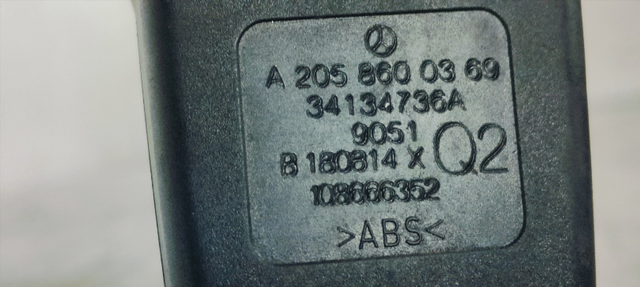 A 205 860 03 69
34134736A
9051
B 180814 X Q2
108666352
>ABS<